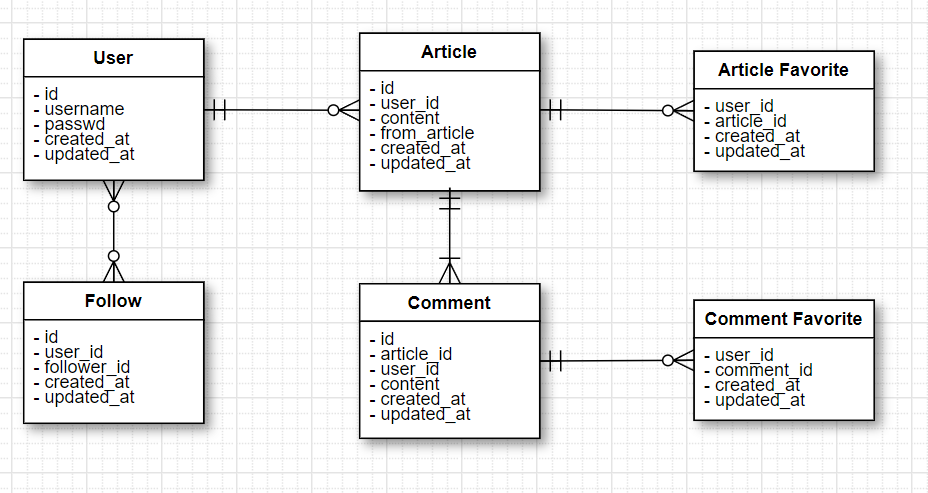 User
- id
- username
- passwd
- created_at
- updated_at
Article
- id
- user_id
- content
- from_article
- created_at
- updated_at
Article Favorite
- user_id
- article_id
- created_at
- updated_at
Follow
- id
- user_id
- follower_id
- created_at
- updated_at
Comment
- id
- article_id
- user_id
- content
- created_at
- updated_at
Comment Favorite
- user_id
- comment_id
- created_at
- updated_at